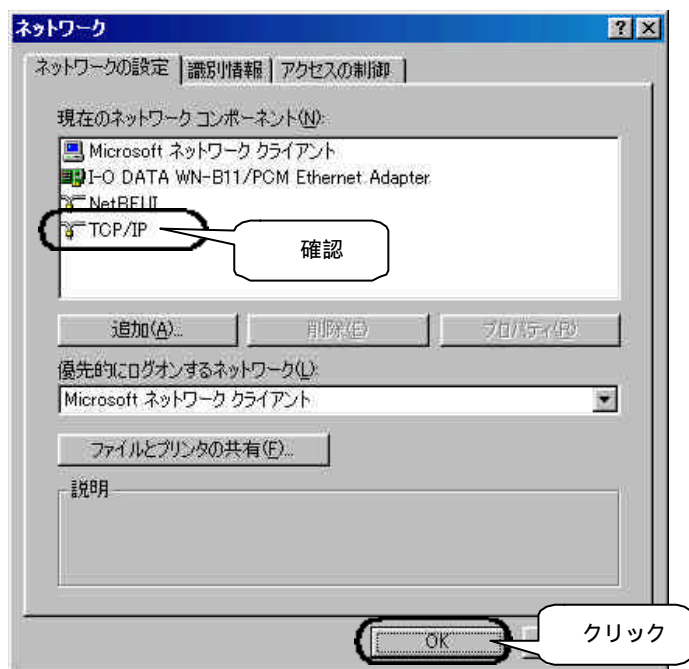 ネットワーク
ネットワークの設定 識別情報 アクセスの制御
現在のネットワーク コンポーネント(N):
Microsoft ネットワーク クライアント
I-O DATA WN-B11/PCM Ethernet Adapter
NetBEUI
TCP/IP
確認
追加(A)... 削除(E) プロパティ(R)
優先的にログオンするネットワーク(L):
Microsoft ネットワーク クライアント
ファイルとプリンタの共有(F)...
説明
OK
クリック